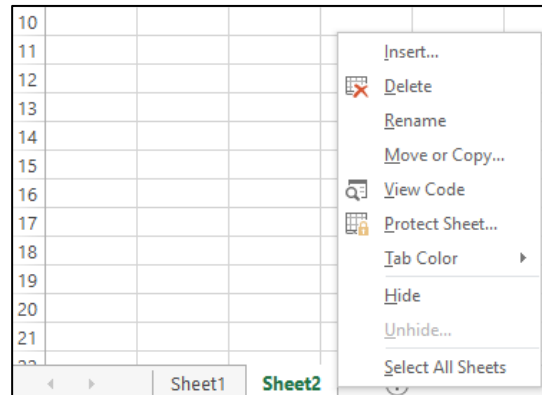 10
11
Insert...
12
Delete
13
Rename
14
Move or Copy...
15
16
View Code
17
Protect Sheet...
18
Tab Color
19
Hide
20
Unhide...
21
Select All Sheets
Sheet1 Sheet2